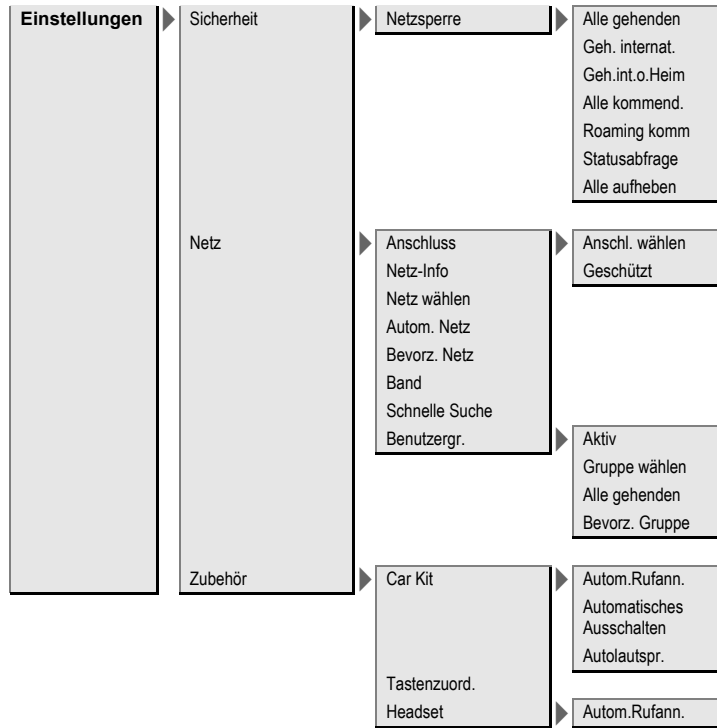 Einstellungen
Sicherheit
Netzsperre
Alle gehenden
Geh. internat.
Geh.int.o.Heim
Alle kommend.
Roaming komm
Statusabfrage
Alle aufheben
Netz
Anschluss
Anschl. wählen
Geschützt
Netz-Info
Netz wählen
Autom. Netz
Bevorz. Netz
Band
Schnelle Suche
Benutzergr.
Aktiv
Gruppe wählen
Alle gehenden
Bevorz. Gruppe
Zubehör
Car Kit
Autom.Rufann.
Automatisches
Ausschalten
Autolautspr.
Tastenzuord.
Headset
Autom.Rufann.